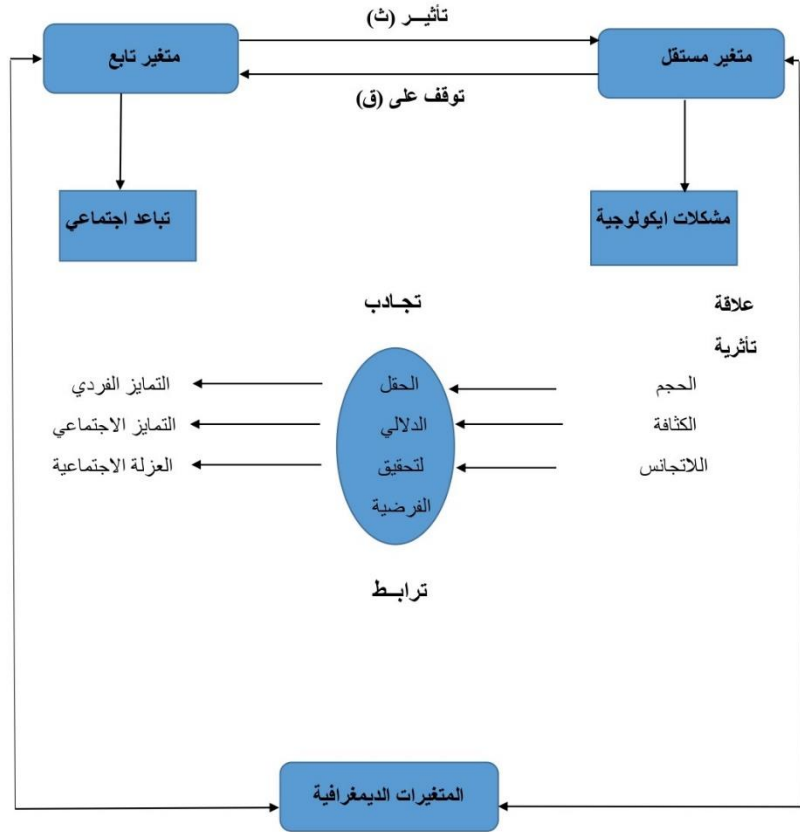 تأثيـــر (ث)
متغير مستقل
متغير تابع
توقف على (ق)
مشكلات ايكولوجية
تباعد اجتماعي
علاقة
تأثرية
تجـادب
الحجم
الحقل
التمايز الفردي
الكثافة
الدلالي
التمايز الاجتماعي
اللاتجانس
لتحقيق
العزلة الاجتماعية
الفرضية
ترابــط
المتغيرات الديمغرافية